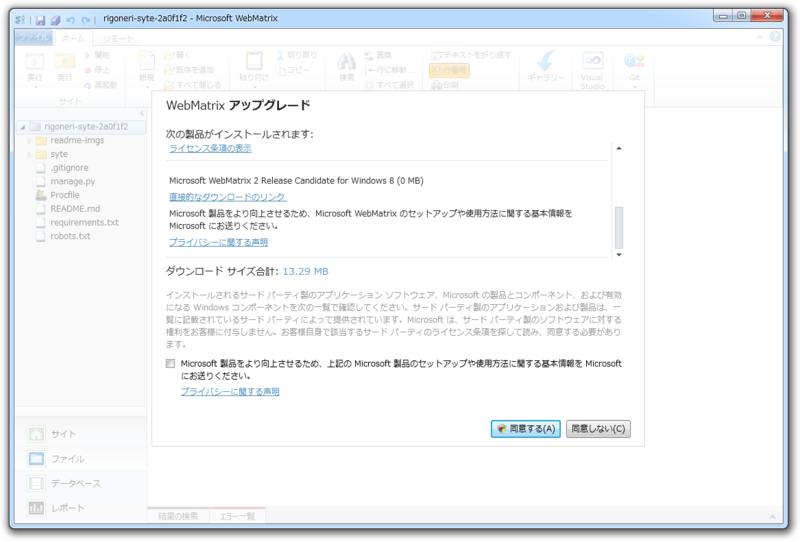 rigoneri-syte-2a0f1f2 - Microsoft WebMatrix
ファイル
ホーム
リモート
実行
発行
開始
停止
再起動
サイト
新規
開く
既存を追加
すべて閉じる
貼り付け
切り取り
コピー
検索
置換
行に移動...
すべて選択
テキストを折り返す
行番号
印刷
ギャラリー
Visual
Studio
Git
rigoneri-syte-2a0f1f2
readme-imgs
syte
.gitignore
manage.py
Procfile
README.md
requirements.txt
robots.txt
WebMatrix アップグレード
次の製品がインストールされます:
ライセンス条項の表示
Microsoft WebMatrix 2 Release Candidate for Windows 8 (0 MB)
直接的なダウンロードのリンク
Microsoft 製品をより向上させるため、Microsoft WebMatrix のセットアップや使用方法に関する基本情報を
Microsoft にお送りください。
プライバシーに関する声明
ダウンロード サイズ合計: 13.29 MB
インストールされるサード パーティ製のアプリケーション ソフトウェア、Microsoft の製品とコンポーネント、および有効
になる Windows コンポーネントを次の一覧で確認してください。サード パーティ製のアプリケーションおよび製品は、一
覧に記載されているサード パーティによって提供されています。Microsoft は、サード パーティ製のソフトウェアに対する
権利をお客様に付与しません。お客様自身で該当するサード パーティのライセンス条項を探して読み、同意する必要があり
ます。
Microsoft 製品をより向上させるため、上記の Microsoft 製品のセットアップや使用方法に関する基本情報を Microsoft
にお送りください。
プライバシーに関する声明
同意する(A)
同意しない(C)
サイト
ファイル
データベース
レポート
結果の検索
エラー一覧